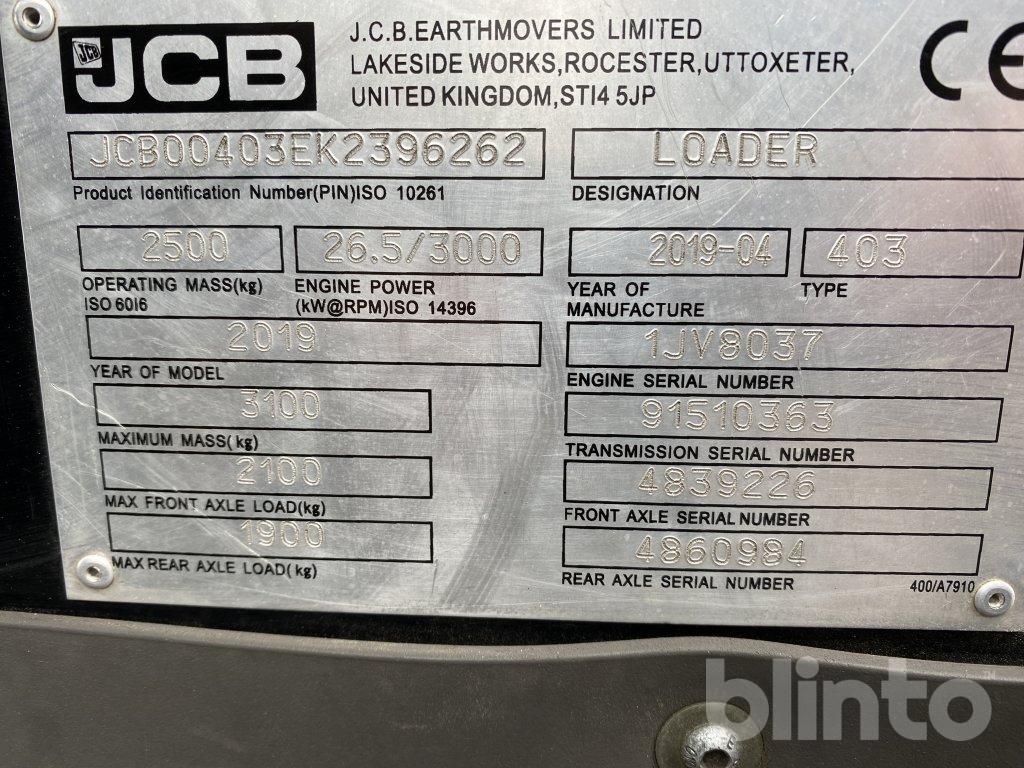 JCB
JCB
J.C.B.EARTHMOVERS LIMITED
LAKESIDE WORKS,ROCESTER,UTTOXETER,
UNITED KINGDOM,STI4 5JP
CE
JCB00403EK2396262
Product Identification Number(PIN)ISO 10261
LOADER
DESIGNATION
2500
OPERATING MASS(kg)
ISO 60I6
26.5/3000
ENGINE POWER
(kW@RPM)ISO 14396
2019-04
YEAR OF
MANUFACTURE
403
TYPE
2019
YEAR OF MODEL
1JV8037
ENGINE SERIAL NUMBER
3100
MAXIMUM MASS(kg)
91510363
TRANSMISSION SERIAL NUMBER
2100
MAX FRONT AXLE LOAD(kg)
4839226
FRONT AXLE SERIAL NUMBER
1900
MAX REAR AXLE LOAD(kg)
4860984
REAR AXLE SERIAL NUMBER
400/A7910
blinto